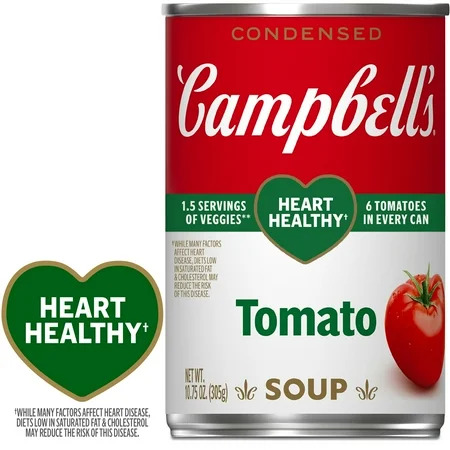 CONDENSED
Campbell's
1.5 SERVINGS
OF VEGGIES**
HEART
HEALTHY†
6 TOMATOES
IN EVERY CAN
†WHILE MANY FACTORS
AFFECT HEART
DISEASE, DIETS LOW
IN SATURATED FAT
& CHOLESTEROL MAY
REDUCE THE RISK
OF THIS DISEASE.
Tomato
NET WT.
10.75 OZ. (305g)
SOUP
HEART
HEALTHY†
†WHILE MANY FACTORS AFFECT HEART DISEASE,
DIETS LOW IN SATURATED FAT & CHOLESTEROL
MAY REDUCE THE RISK OF THIS DISEASE.